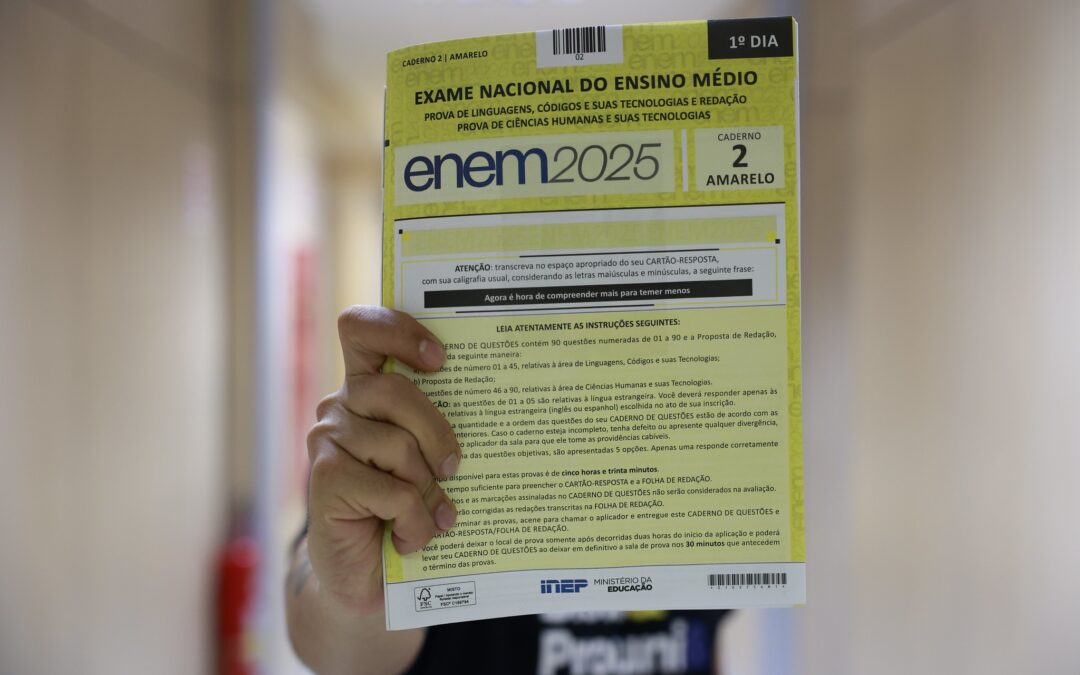 CADERNO 2 | AMARELO
02
1º DIA
EXAME NACIONAL DO ENSINO MÉDIO
PROVA DE LINGUAGENS, CÓDIGOS E SUAS TECNOLOGIAS E REDAÇÃO
PROVA DE CIÊNCIAS HUMANAS E SUAS TECNOLOGIAS
enem2025
CADERNO
2
AMARELO
ATENÇÃO: transcreva no espaço apropriado do seu CARTÃO-RESPOSTA,
com sua caligrafia usual, considerando as letras maiúsculas e minúsculas, a seguinte frase:
Agora é hora de compreender mais para temer menos
LEIA ATENTAMENTE AS INSTRUÇÕES SEGUINTES:
DERNO DE QUESTÕES contém 90 questões numeradas de 01 a 90 e a Proposta de Redação,
da seguinte maneira:
de número 01 a 45, relativas à área de Linguagens, Códigos e suas Tecnologias;
b) Proposta de Redação;
questões de número 46 a 90, relativas à área de Ciências Humanas e suas Tecnologias.
as questões de 01 a 05 são relativas à língua estrangeira. Você deverá responder apenas às
relativas à língua estrangeira (inglês ou espanhol) escolhida no ato de sua inscrição.
a quantidade e a ordem das questões do seu CADERNO DE QUESTÕES estão de acordo com as
anteriores. Caso o caderno esteja incompleto, tenha defeito ou apresente qualquer divergência,
o aplicador da sala para que ele tome as providências cabíveis.
das questões objetivas, são apresentadas 5 opções. Apenas uma responde corretamente
disponível para estas provas é de cinco horas e trinta minutos.
tempo suficiente para preencher o CARTÃO-RESPOSTA e a FOLHA DE REDAÇÃO.
e as marcações assinaladas no CADERNO DE QUESTÕES não serão considerados na avaliação.
corrigidas as redações transcritas na FOLHA DE REDAÇÃO.
terminar as provas, acene para chamar o aplicador e entregue este CADERNO DE QUESTÕES e
CARTÃO-RESPOSTA/FOLHA DE REDAÇÃO.
Você poderá deixar o local de prova somente após decorridas duas horas do início da aplicação e poderá
levar seu CADERNO DE QUESTÕES ao deixar em definitivo a sala de prova nos 30 minutos que antecedem
o término das provas.
FSC
MISTO
INEP
MINISTÉRIO DA
EDUCAÇÃO
Prouni